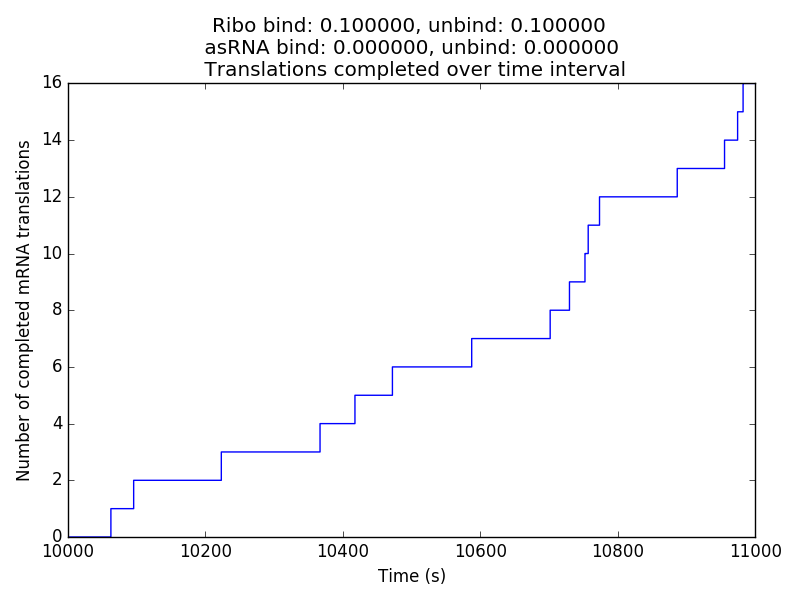 Ribo bind: 0.100000, unbind: 0.100000
asRNA bind: 0.000000, unbind: 0.000000
Translations completed over time interval
16
14
12
10
8
6
4
2
0
Number of completed mRNA translations
10000 10200 10400 10600 10800 11000
Time (s)